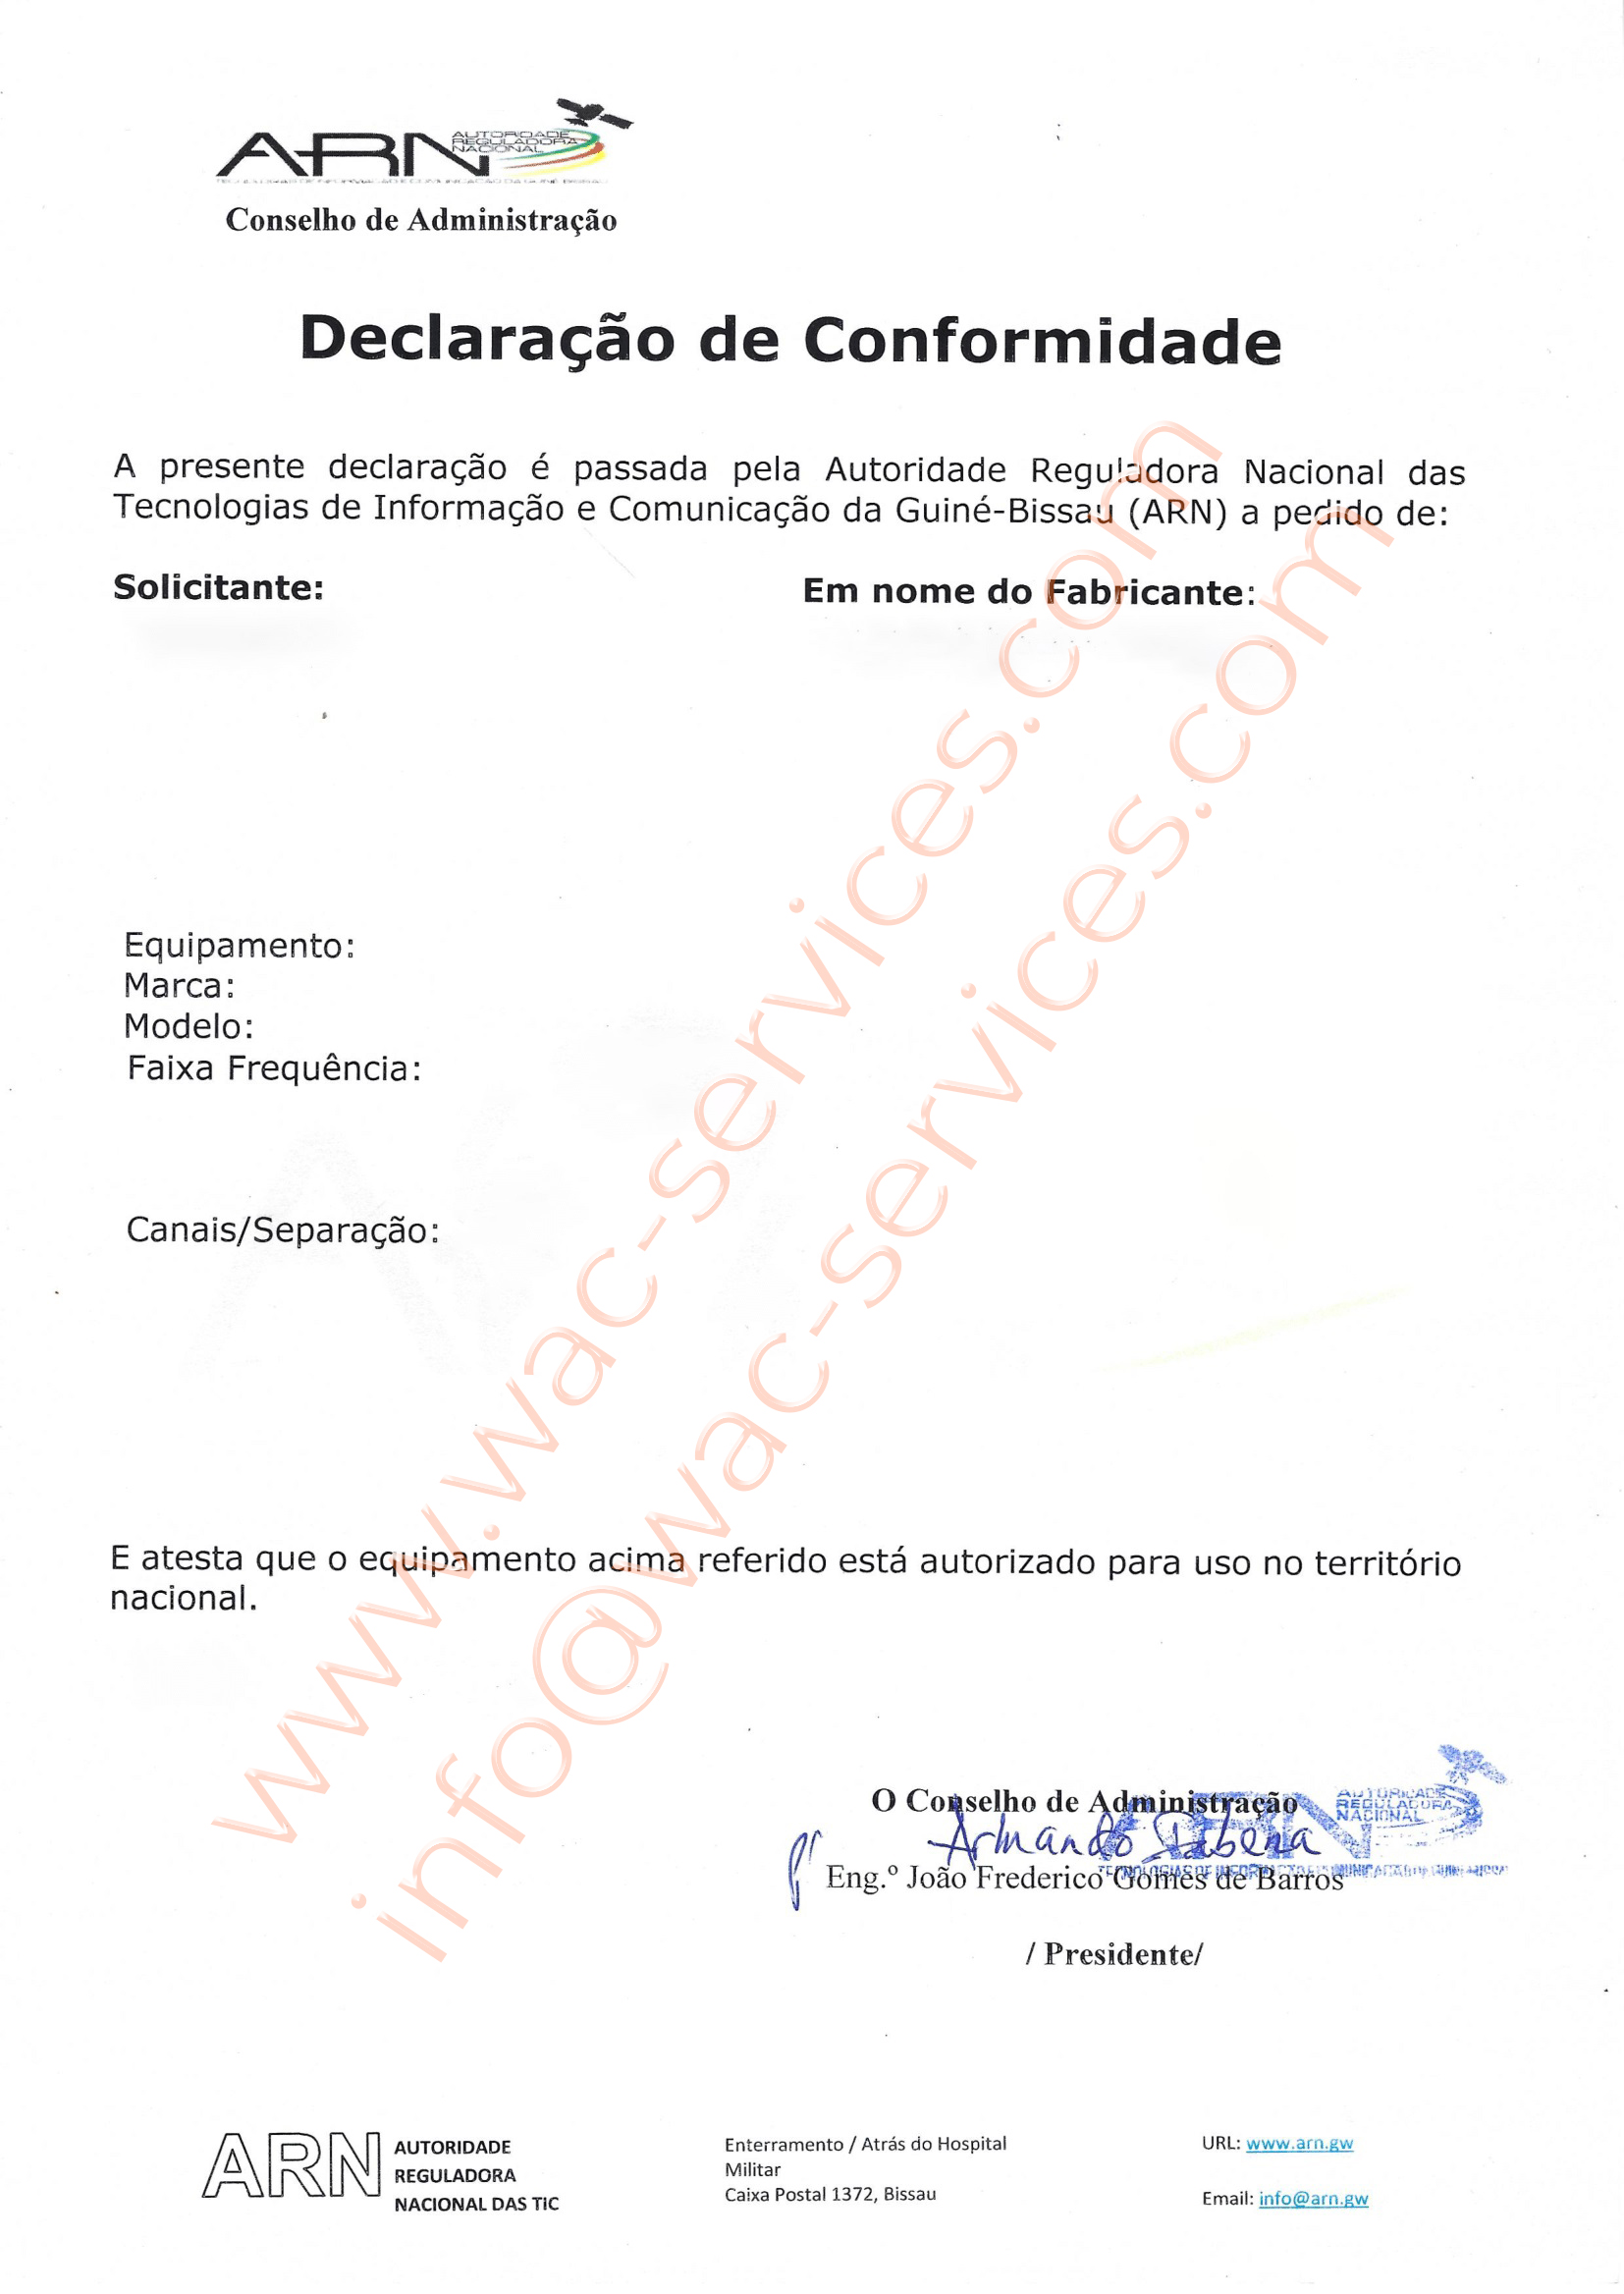 ARN AUTORIDADE
REGULADORA
NACIONAL
Conselho de Administração
Declaração de Conformidade
A presente declaração é passada pela Autoridade Reguladora Nacional das
Tecnologias de Informação e Comunicação da Guiné-Bissau (ARN) a pedido de:
Solicitante:
Em nome do Fabricante:
Equipamento:
Marca:
Modelo:
Faixa Frequência:
Canais/Separação:
E atesta que o equipamento acima referido está autorizado para uso no território
nacional.
www.wac-services.com
info@wac-services.com
O Conselho de Administração
AUTORIDADE
REGULADORA
NACIONAL
Armando
Eng.º João Frederico Gomes de Barros
/ Presidente/
ARN
AUTORIDADE
REGULADORA
NACIONAL DAS TIC
Enterramento / Atrás do Hospital
Militar
Caixa Postal 1372, Bissau
URL: www.arn.gw
Email: info@arn.gw